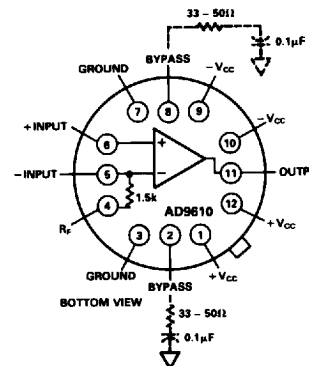 33 – 50Ω
0.1μF
BYPASS
GROUND
–VCC
7
8
9
+INPUT
6
+
10
–VCC
–INPUT
5
–
11
OUTP
1.5k
4
AD9610
12
RF
+VCC
3
2
1
GROUND
+VCC
BYPASS
BOTTOM VIEW
33 – 50Ω
0.1μF